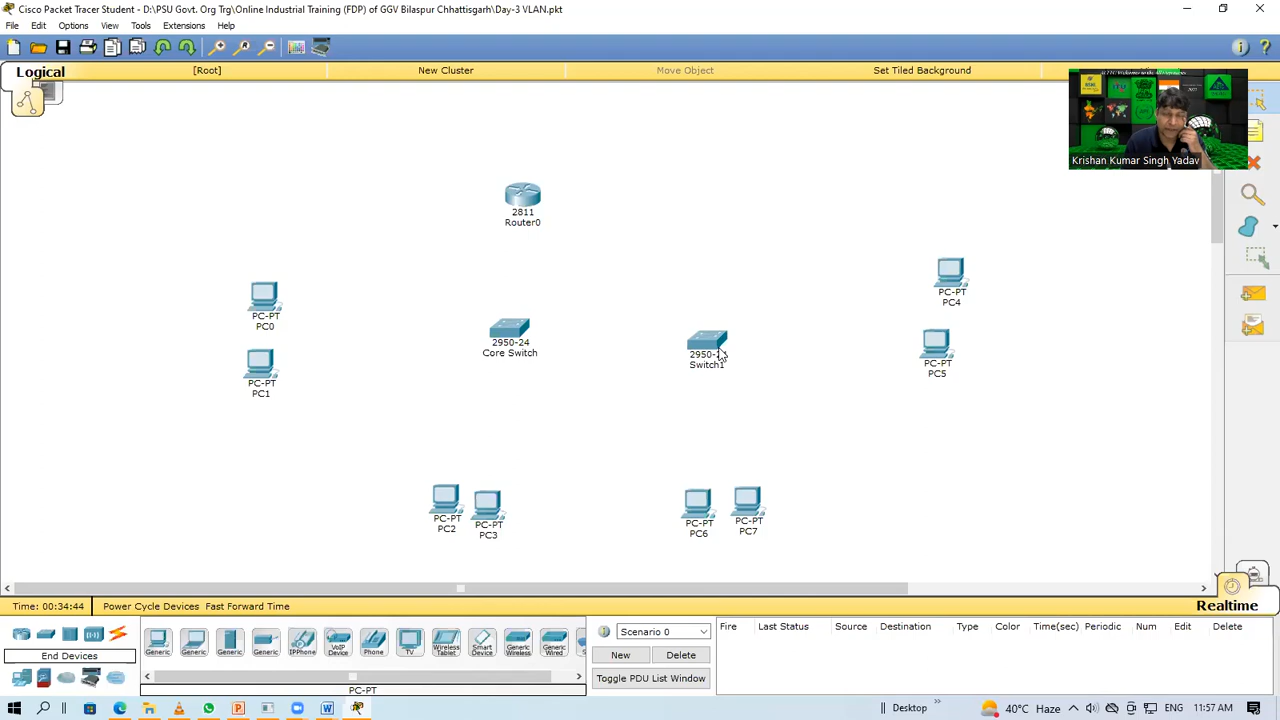 Cisco Packet Tracer Student - D:\PSU Govt. Org Trg\Online Industrial Training (FDP) of GGV Bilaspur Chhattisgarh\Day-3 VLAN.pkt
File Edit Options View Tools Extensions Help
Logical [Root] New Cluster Move Object Set Tiled Background
Krishan Kumar Singh Yadav
2811
Router0
PC-PT
PC4
PC-PT
PC0
2950-24
Core Switch
2950-
Switch1
PC-PT
PC5
PC-PT
PC1
PC-PT
PC2
PC-PT
PC3
PC-PT
PC6
PC-PT
PC7
Time: 00:34:44 Power Cycle Devices Fast Forward Time
Realtime
End Devices
Generic Generic Generic Generic IPPhone VoIP Device Phone TV Wireless Tablet Smart Device Generic Wireless Generic Wired
PC-PT
Scenario 0
New Delete
Toggle PDU List Window
Fire Last Status Source Destination Type Color Time(sec) Periodic Num Edit Delete
Desktop 40°C Haze 11:57 AM